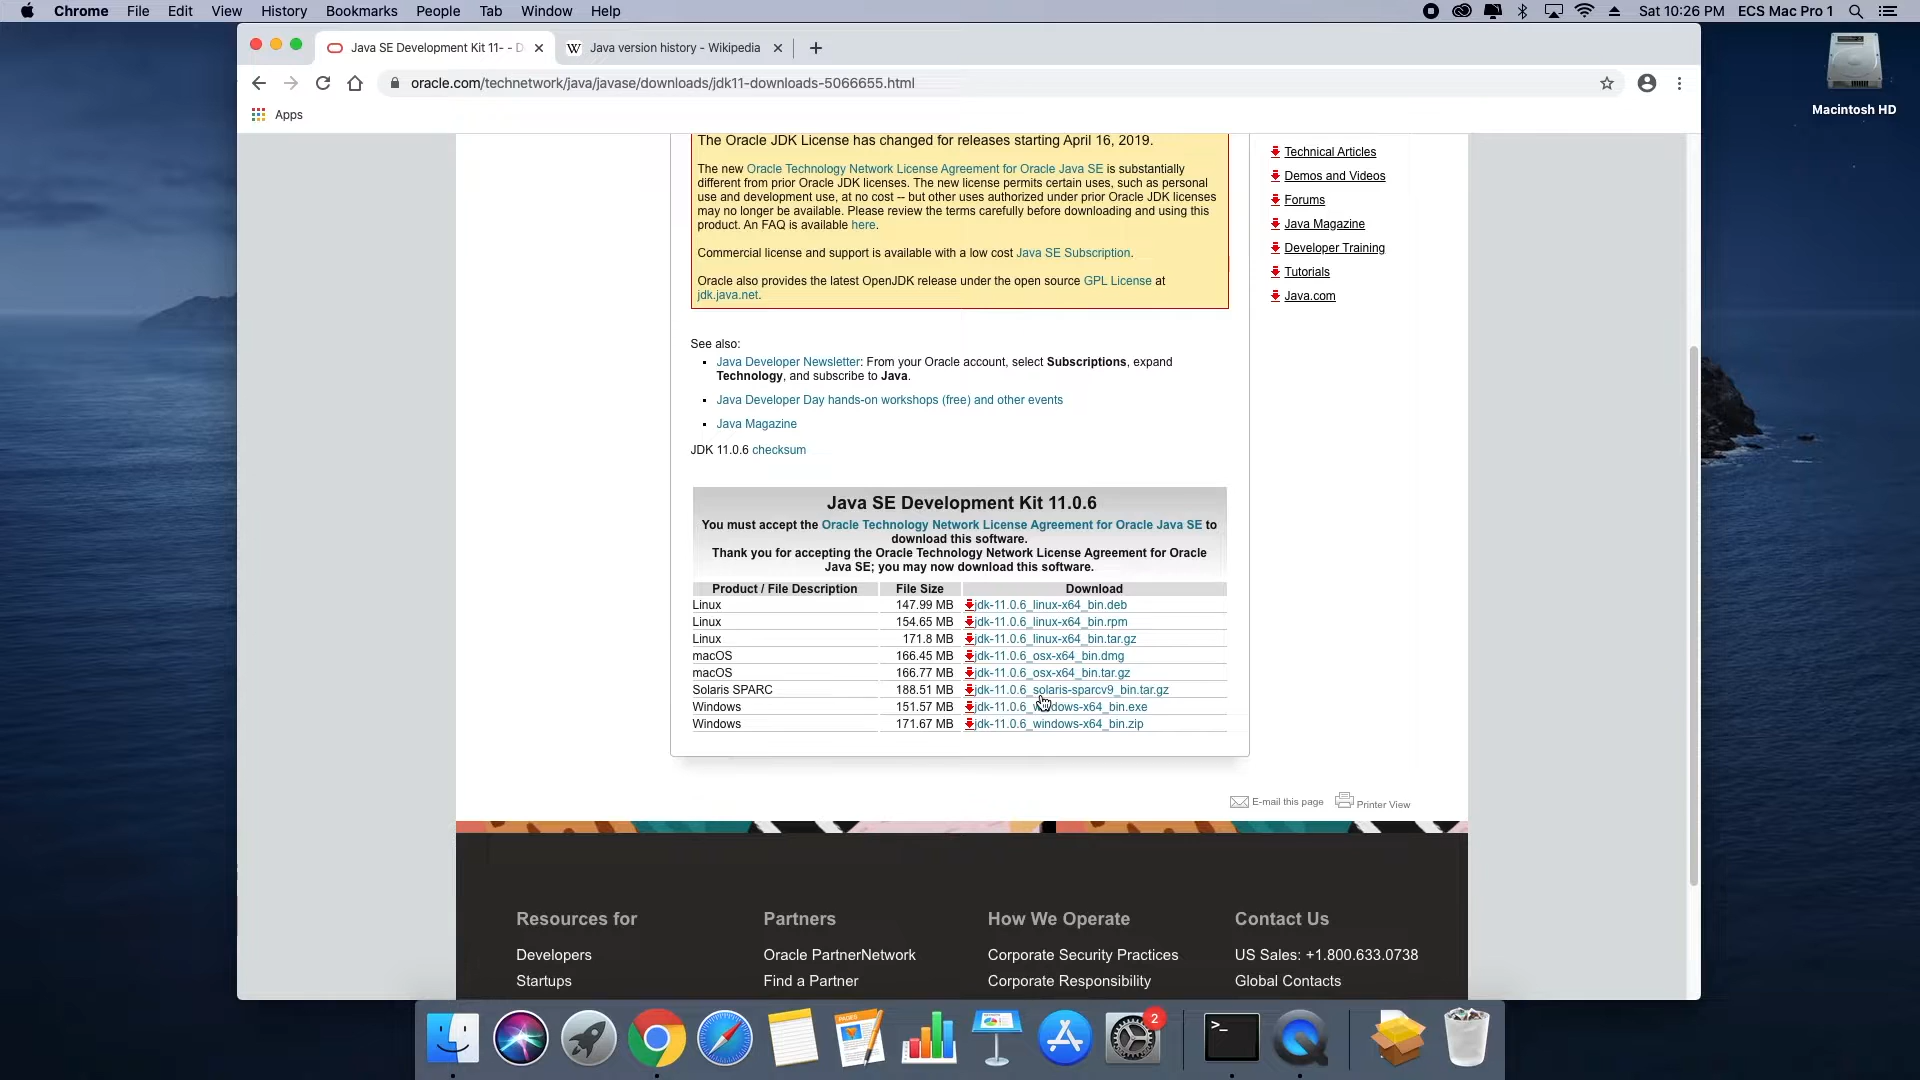 Chrome File Edit View History Bookmarks People Tab Window Help
Sat 10:26 PM ECS Mac Pro 1
Java SE Development Kit 11- - D
W Java version history - Wikipedia
oracle.com/technetwork/java/javase/downloads/jdk11-downloads-5066655.html
Apps
Macintosh HD
The Oracle JDK License has changed for releases starting April 16, 2019.
The new Oracle Technology Network License Agreement for Oracle Java SE is substantially
different from prior Oracle JDK licenses. The new license permits certain uses, such as personal
use and development use, at no cost -- but other uses authorized under prior Oracle JDK licenses
may no longer be available. Please review the terms carefully before downloading and using this
product. An FAQ is available here.
Commercial license and support is available with a low cost Java SE Subscription.
Oracle also provides the latest OpenJDK release under the open source GPL License at
jdk.java.net.
Technical Articles
Demos and Videos
Forums
Java Magazine
Developer Training
Tutorials
Java.com
See also:
Java Developer Newsletter: From your Oracle account, select Subscriptions, expand
Technology, and subscribe to Java.
Java Developer Day hands-on workshops (free) and other events
Java Magazine
JDK 11.0.6 checksum
Java SE Development Kit 11.0.6
You must accept the Oracle Technology Network License Agreement for Oracle Java SE to
download this software.
Thank you for accepting the Oracle Technology Network License Agreement for Oracle
Java SE; you may now download this software.
Product / File Description File Size Download
Linux 147.99 MB jdk-11.0.6_linux-x64_bin.deb
Linux 154.65 MB jdk-11.0.6_linux-x64_bin.rpm
Linux 171.8 MB jdk-11.0.6_linux-x64_bin.tar.gz
macOS 166.45 MB jdk-11.0.6_osx-x64_bin.dmg
macOS 166.77 MB jdk-11.0.6_osx-x64_bin.tar.gz
Solaris SPARC 188.51 MB jdk-11.0.6_solaris-sparcv9_bin.tar.gz
Windows 151.57 MB jdk-11.0.6_windows-x64_bin.exe
Windows 171.67 MB jdk-11.0.6_windows-x64_bin.zip
E-mail this page Printer View
Resources for
Developers
Startups
Partners
Oracle PartnerNetwork
Find a Partner
How We Operate
Corporate Security Practices
Corporate Responsibility
Contact Us
US Sales: +1.800.633.0738
Global Contacts
PAGES
2
>_